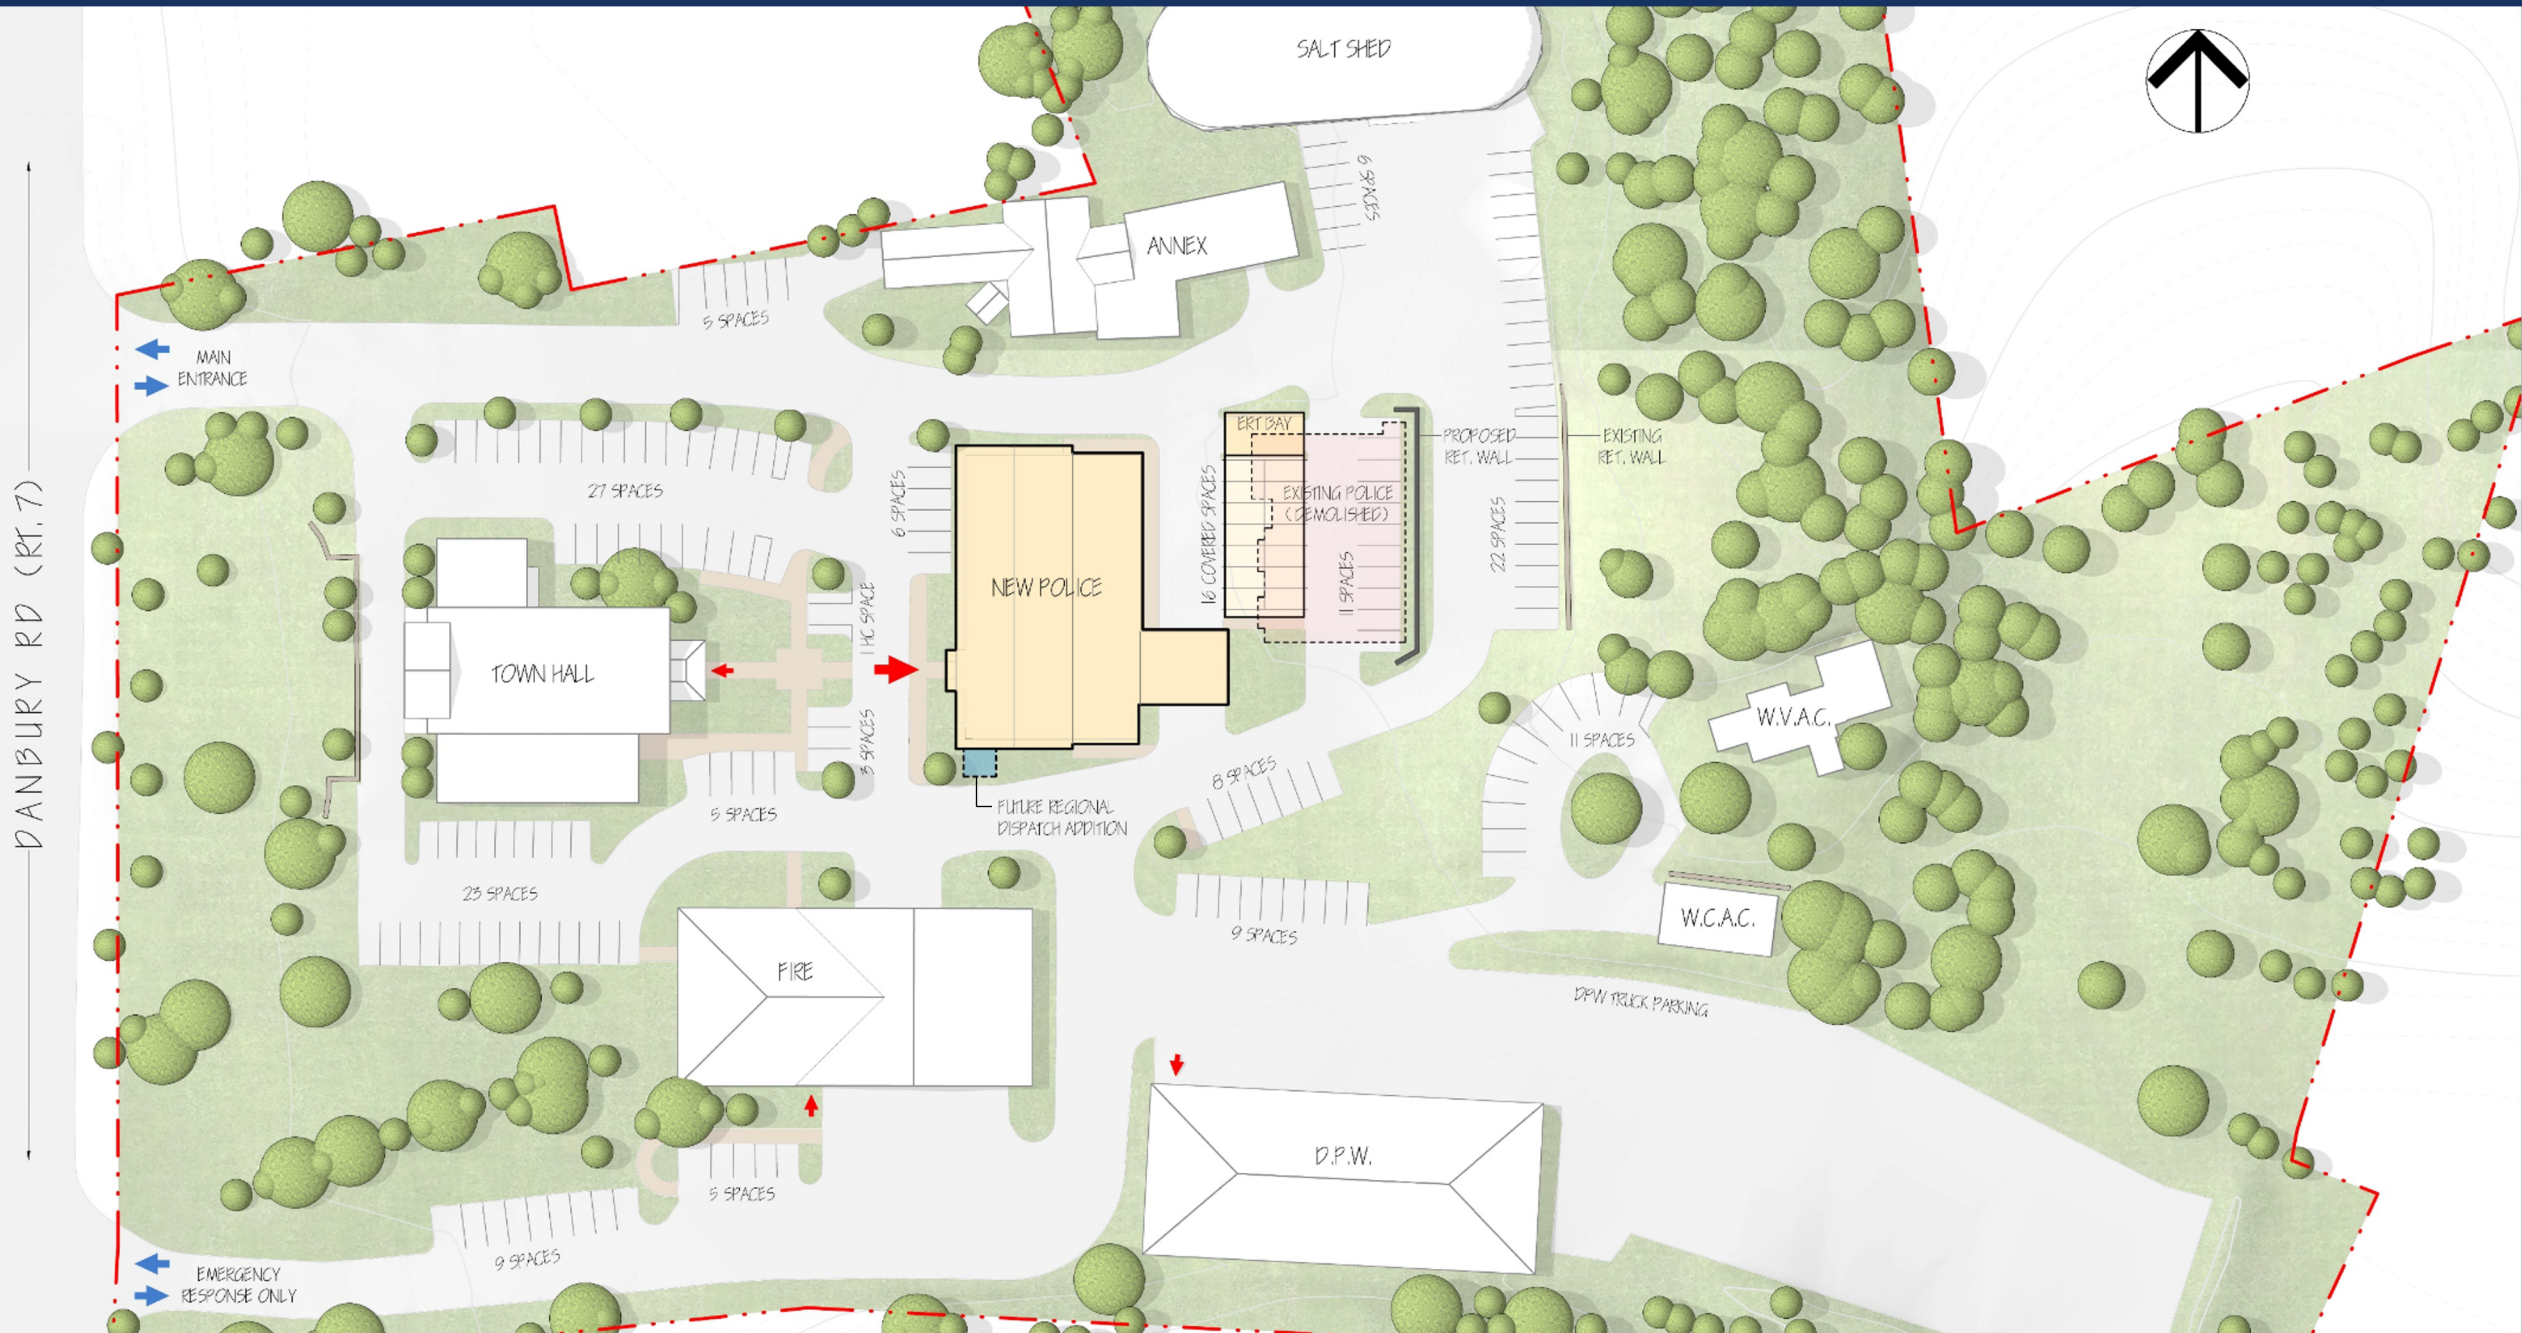 SALT SHED
6 SPACES
ANNEX
5 SPACES
MAIN
ENTRANCE
DANBURY RD (RT. 7)
27 SPACES
6 SPACES
ERT BAY
PROPOSED
RET. WALL
EXISTING
RET. WALL
16 COVERED SPACES
EXISTING POLICE
(DEMOLISHED)
11 SPACES
22 SPACES
NEW POLICE
1 HC SPACE
TOWN HALL
3 SPACES
W.V.A.C.
11 SPACES
8 SPACES
5 SPACES
FUTURE REGIONAL
DISPATCH ADDITION
23 SPACES
9 SPACES
W.C.A.C.
FIRE
DPW TRUCK PARKING
D.P.W.
5 SPACES
9 SPACES
EMERGENCY
RESPONSE ONLY